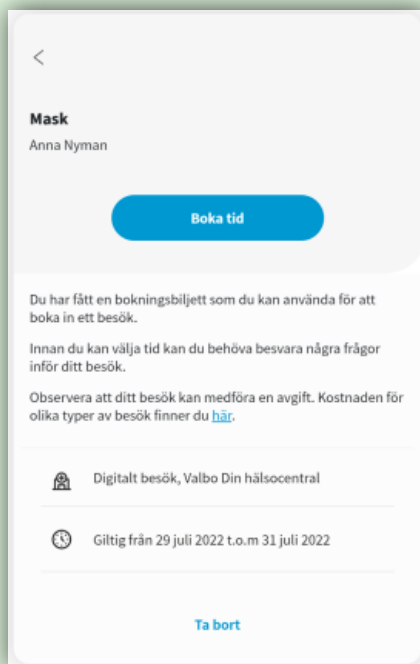 Mask
Anna Nyman
Boka tid
Du har fått en bokningsbiljett som du kan använda för att
boka in ett besök.
Innan du kan välja tid kan du behöva besvara några frågor
inför ditt besök.
Observera att ditt besök kan medföra en avgift. Kostnaden för
olika typer av besök finner du här.
Digitalt besök, Valbo Din hälsocentral
Giltig från 29 juli 2022 t.o.m 31 juli 2022
Ta bort